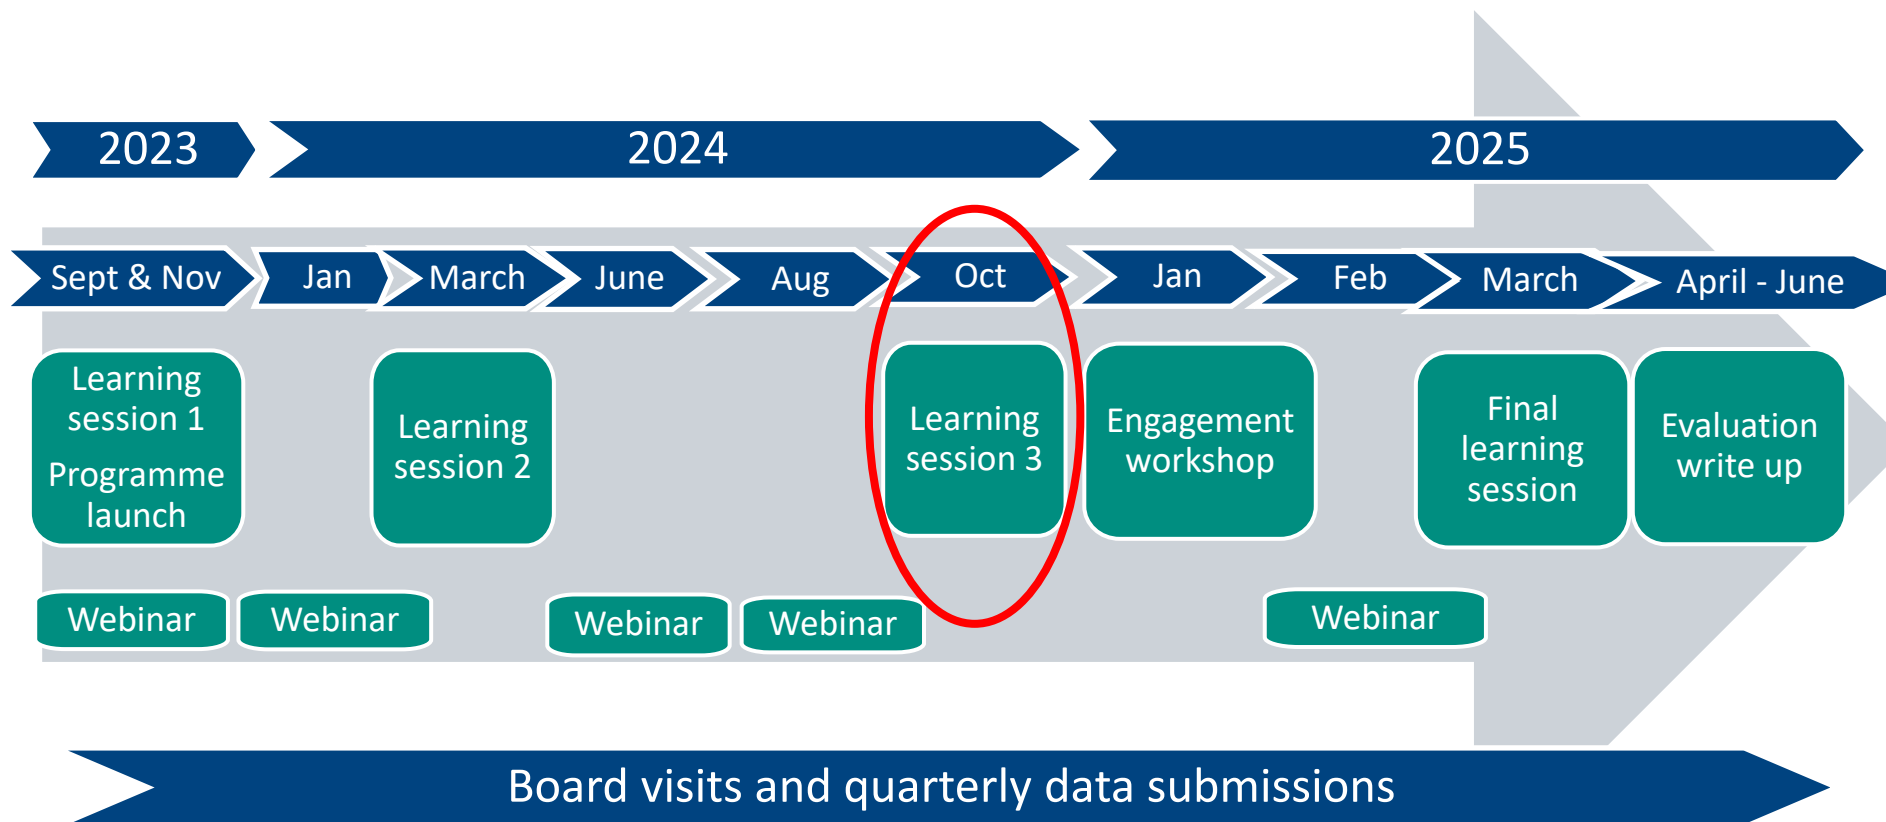 2023
2024
2025
Sept & Nov
Jan
March
June
Aug
Oct
Jan
Feb
March
April - June
Learning
session 1
Programme
launch
Learning
session 2
Learning
session 3
Engagement
workshop
Final
learning
session
Evaluation
write up
Webinar
Webinar
Webinar
Webinar
Webinar
Board visits and quarterly data submissions